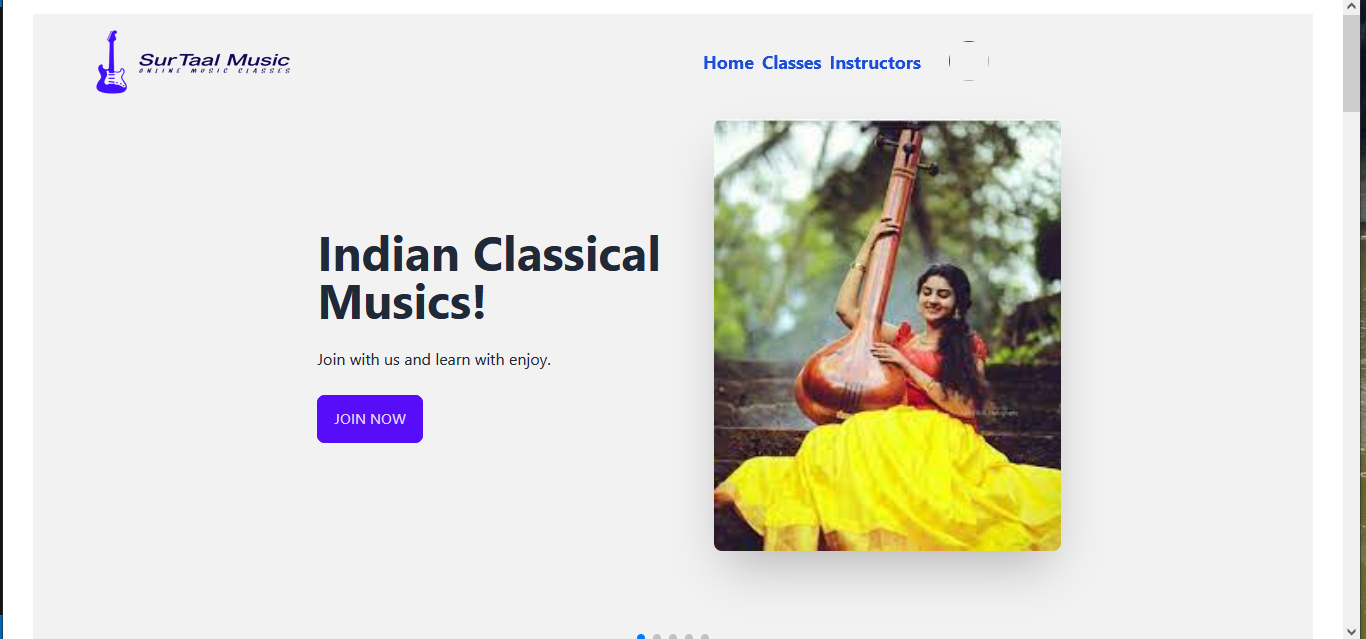 SurTaal Music
ONLINE MUSIC CLASSES
Home Classes Instructors
Indian Classical
Musics!
Join with us and learn with enjoy.
JOIN NOW